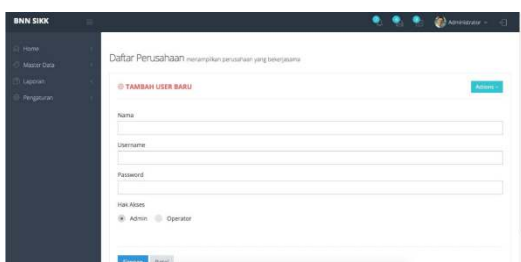 BNN SIKK
Administrator
Home
Master Data
Laporan
Pengaturan
Daftar Perusahaan menampilkan perusahaan yang bekerjasama
TAMBAH USER BARU
Actions
Nama
Username
Password
Hak Akses
Admin
Operator